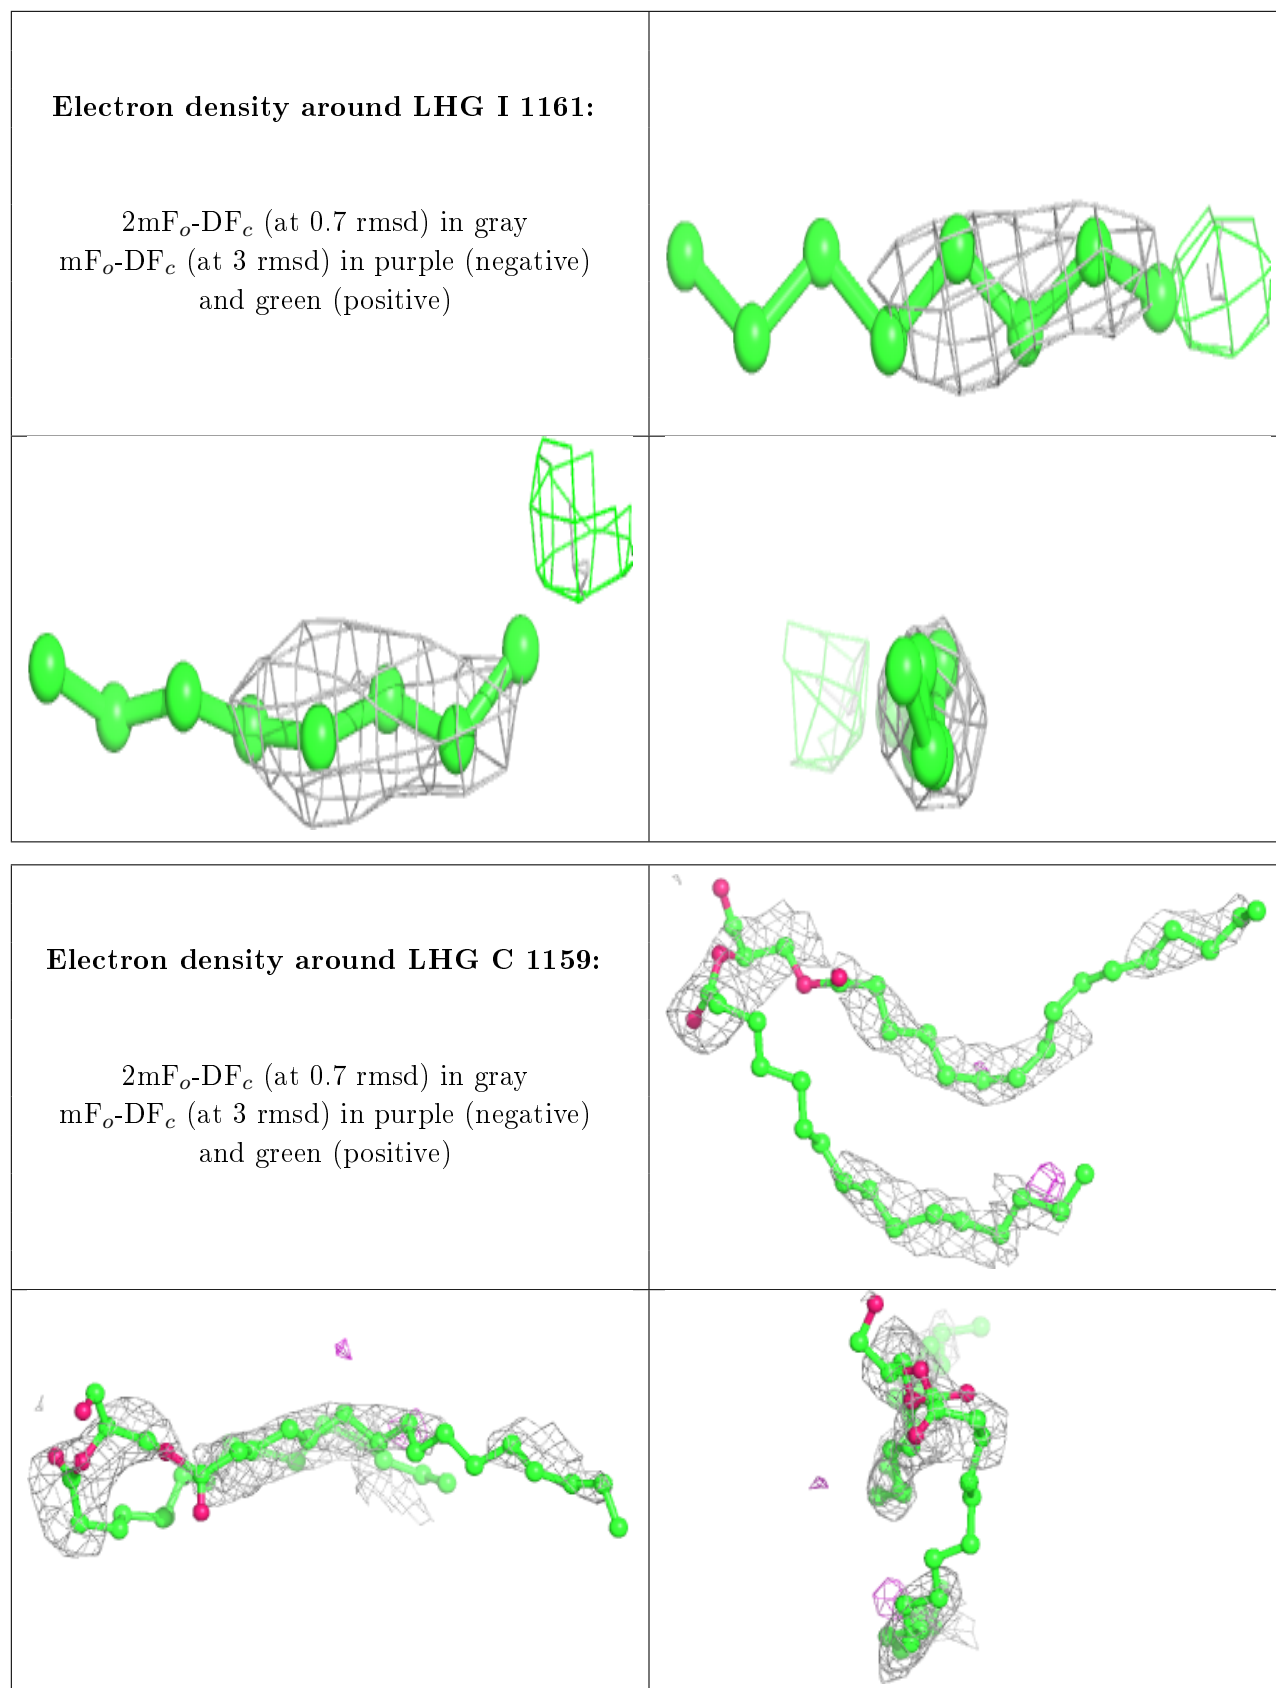 Electron density around LHG I 1161:
2mFo-DFc (at 0.7 rmsd) in gray
mFo-DFc (at 3 rmsd) in purple (negative)
and green (positive)
Electron density around LHG C 1159:
2mFo-DFc (at 0.7 rmsd) in gray
mFo-DFc (at 3 rmsd) in purple (negative)
and green (positive)